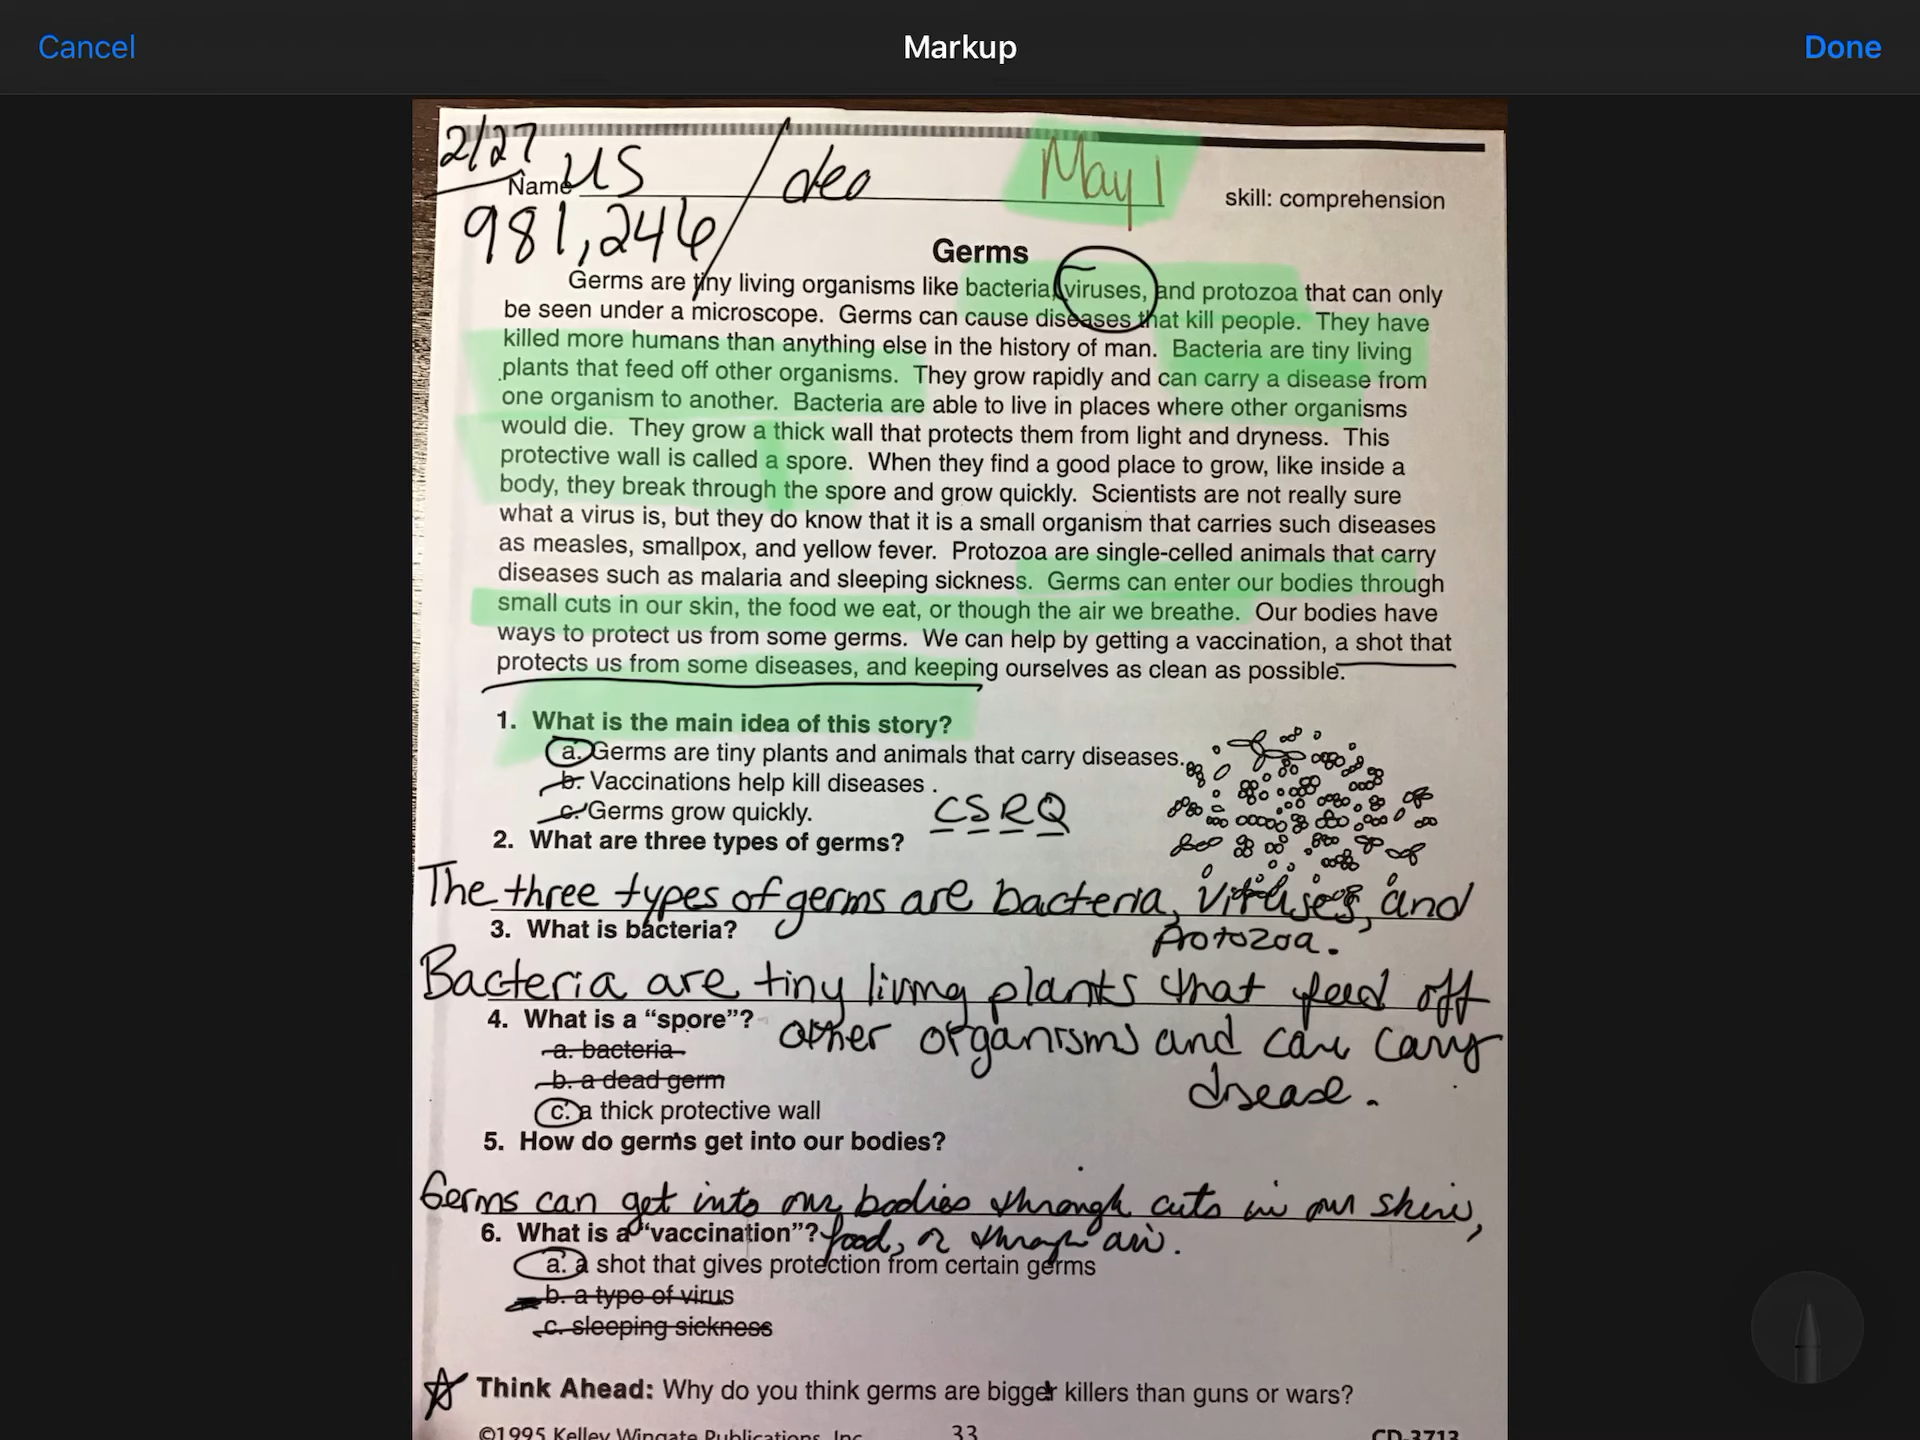 Cancel
Markup
Done
2/27
Name US / dea May 1 skill: comprehension
981,246
Germs
Germs are tiny living organisms like bacteria, viruses, and protozoa that can only
be seen under a microscope. Germs can cause diseases that kill people. They have
killed more humans than anything else in the history of man. Bacteria are tiny living
plants that feed off other organisms. They grow rapidly and can carry a disease from
one organism to another. Bacteria are able to live in places where other organisms
would die. They grow a thick wall that protects them from light and dryness. This
protective wall is called a spore. When they find a good place to grow, like inside a
body, they break through the spore and grow quickly. Scientists are not really sure
what a virus is, but they do know that it is a small organism that carries such diseases
as measles, smallpox, and yellow fever. Protozoa are single-celled animals that carry
diseases such as malaria and sleeping sickness. Germs can enter our bodies through
small cuts in our skin, the food we eat, or though the air we breathe. Our bodies have
ways to protect us from some germs. We can help by getting a vaccination, a shot that
protects us from some diseases, and keeping ourselves as clean as possible.
1. What is the main idea of this story?
a. Germs are tiny plants and animals that carry diseases.
b. Vaccinations help kill diseases .
c. Germs grow quickly.
CSRQ
2. What are three types of germs?
The three types of germs are bacteria, viruses, and
protozoa.
3. What is bacteria?
Bacteria are tiny living plants that feed off
other organisms and can carry
disease.
4. What is a “spore”?
a. bacteria
b. a dead germ
c. a thick protective wall
5. How do germs get into our bodies?
Germs can get into our bodies through cuts in our skin,
food, or through air.
6. What is a “vaccination”?
a. a shot that gives protection from certain germs
b. a type of virus
c. sleeping sickness
Think Ahead: Why do you think germs are bigger killers than guns or wars?
©1995 Kelley Wingate Publications, Inc. 33 CD-3713